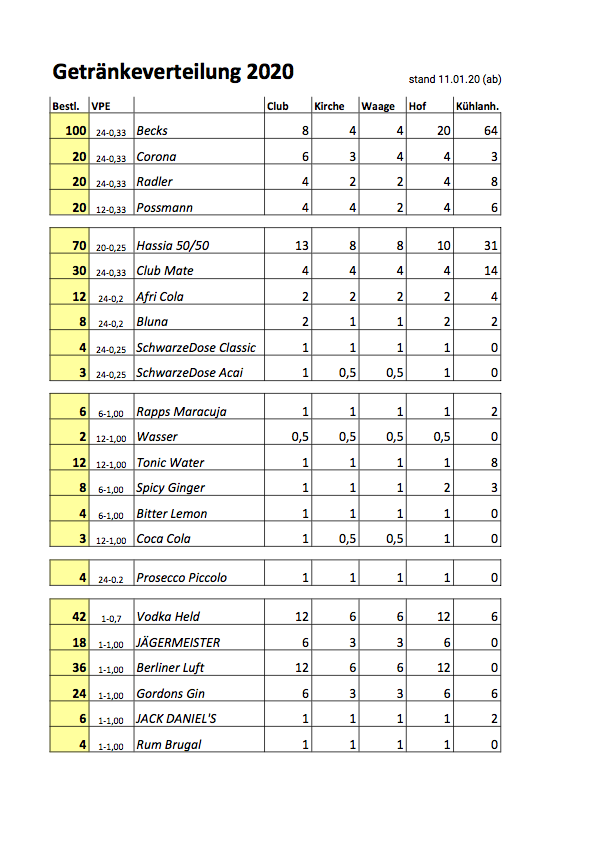 Getränkeverteilung 2020 stand 11.01.20 (ab)
Bestl. VPE Club Kirche Waage Hof Kühlanh.
100 24-0,33 Becks 8 4 4 20 64
20 24-0,33 Corona 6 3 4 4 3
20 24-0,33 Radler 4 2 2 4 8
20 12-0,33 Possmann 4 4 2 4 6
70 20-0,25 Hassia 50/50 13 8 8 10 31
30 24-0,33 Club Mate 4 4 4 4 14
12 24-0,2 Afri Cola 2 2 2 2 4
8 24-0,2 Bluna 2 1 1 2 2
4 24-0,25 SchwarzeDose Classic 1 1 1 1 0
3 24-0,25 SchwarzeDose Acai 1 0,5 0,5 1 0
6 6-1,00 Rapps Maracuja 1 1 1 1 2
2 12-1,00 Wasser 0,5 0,5 0,5 0,5 0
12 12-1,00 Tonic Water 1 1 1 1 8
8 6-1,00 Spicy Ginger 1 1 1 2 3
4 6-1,00 Bitter Lemon 1 1 1 1 0
3 12-1,00 Coca Cola 1 0,5 0,5 1 0
4 24-0.2 Prosecco Piccolo 1 1 1 1 0
42 1-0,7 Vodka Held 12 6 6 12 6
18 1-1,00 JÄGERMEISTER 6 3 3 6 0
36 1-1,00 Berliner Luft 12 6 6 12 0
24 1-1,00 Gordons Gin 6 3 3 6 6
6 1-1,00 JACK DANIEL'S 1 1 1 1 2
4 1-1,00 Rum Brugal 1 1 1 1 0